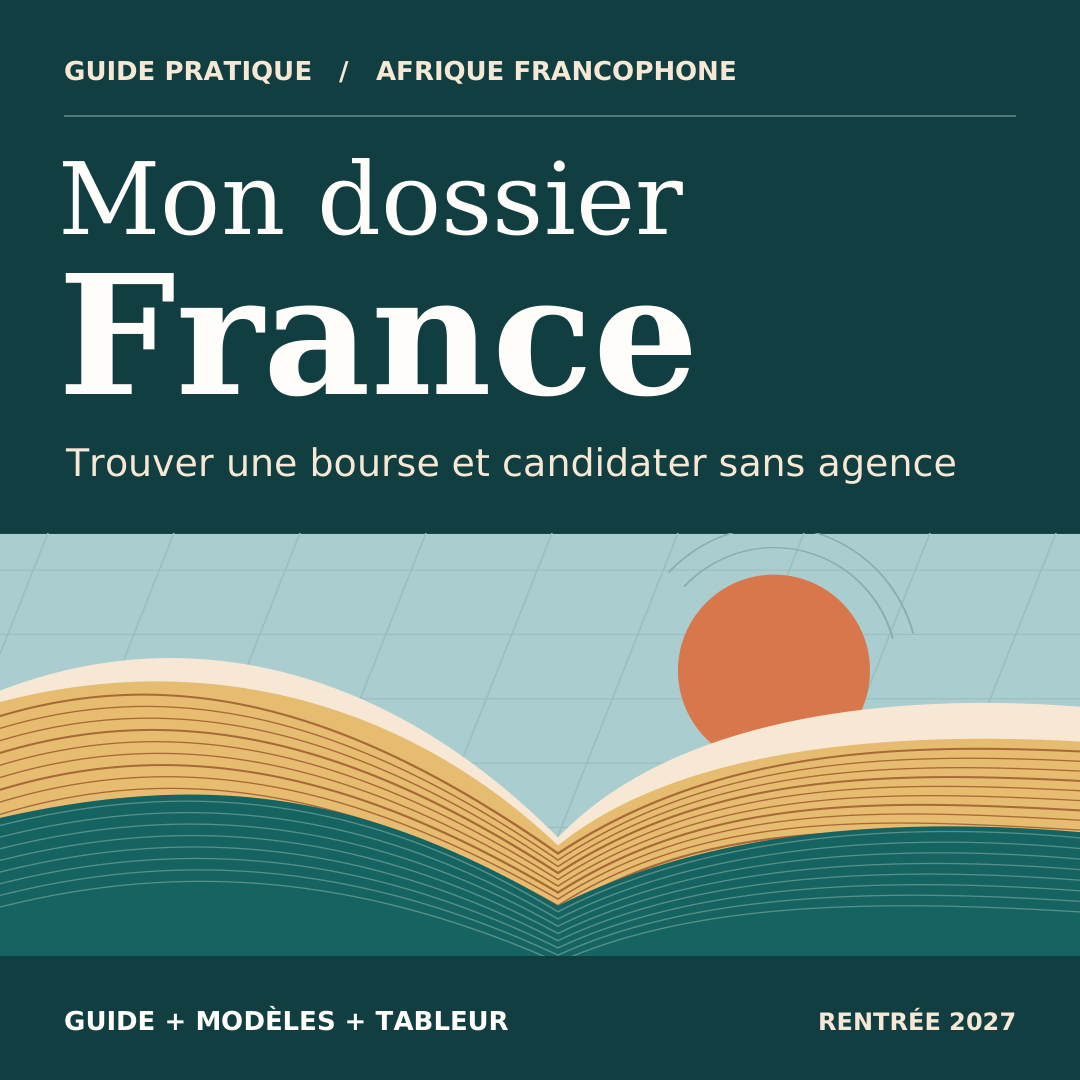 GUIDE PRATIQUE / AFRIQUE FRANCOPHONE
Mon dossier
France
Trouver une bourse et candidater sans agence
GUIDE + MODÈLES + TABLEUR
RENTRÉE 2027